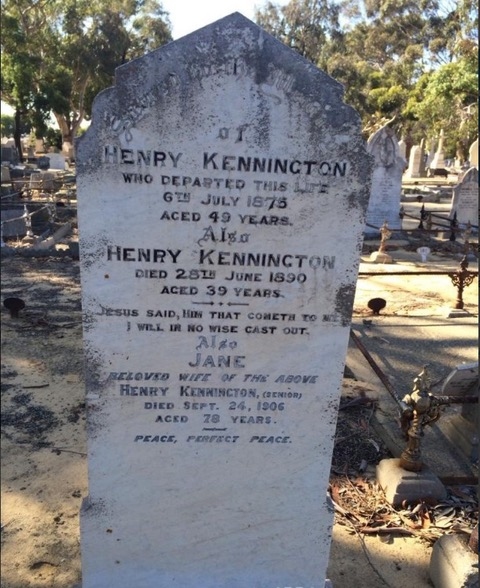 of
HENRY KENNINGTON
WHO DEPARTED THIS LIFE
6TH JULY 1878
AGED 49 YEARS.
Also
HENRY KENNINGTON
DIED 28TH JUNE 1890
AGED 39 YEARS.
JESUS SAID, HIM THAT COMETH TO ME
I WILL IN NO WISE CAST OUT.
Also
JANE
BELOVED WIFE OF THE ABOVE
HENRY KENNINGTON, (SENIOR)
DIED SEPT. 24, 1906
AGED 78 YEARS.
PEACE, PERFECT PEACE.